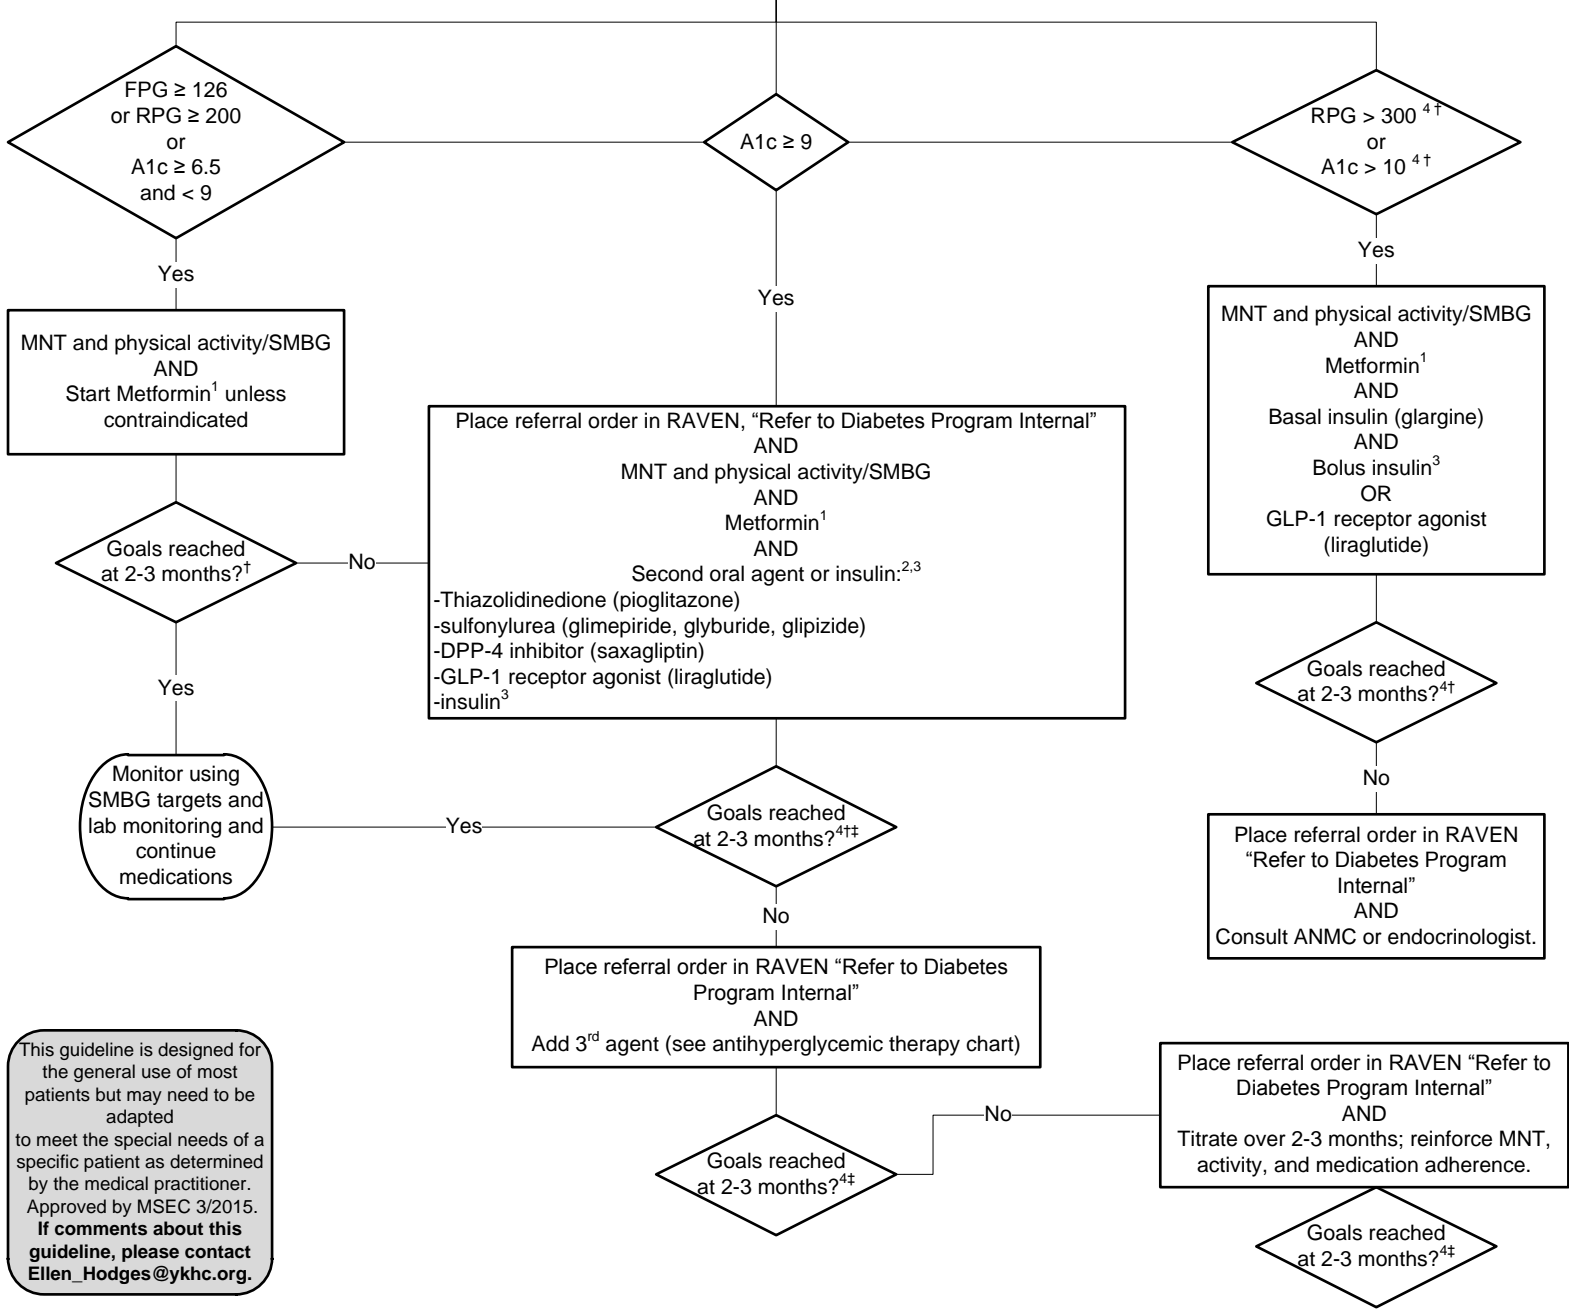 FPG ≥ 126
or RPG ≥ 200
or
A1c ≥ 6.5
and < 9
A1c ≥ 9
RPG > 300 ⁴ †
or
A1c > 10 ⁴ †
Yes
Yes
Yes
MNT and physical activity/SMBG
AND
Start Metformin¹ unless
contraindicated
Place referral order in RAVEN, “Refer to Diabetes Program Internal”
AND
MNT and physical activity/SMBG
AND
Metformin¹
AND
Second oral agent or insulin:²,³
-Thiazolidinedione (pioglitazone)
-sulfonylurea (glimepiride, glyburide, glipizide)
-DPP-4 inhibitor (saxagliptin)
-GLP-1 receptor agonist (liraglutide)
-insulin³
MNT and physical activity/SMBG
AND
Metformin¹
AND
Basal insulin (glargine)
AND
Bolus insulin³
OR
GLP-1 receptor agonist
(liraglutide)
Goals reached
at 2-3 months?†
No
Yes
Monitor using
SMBG targets and
lab monitoring and
continue
medications
Yes
Goals reached
at 2-3 months?⁴†‡
No
Goals reached
at 2-3 months?⁴†
No
Place referral order in RAVEN
“Refer to Diabetes Program
Internal”
AND
Consult ANMC or endocrinologist.
Place referral order in RAVEN “Refer to Diabetes
Program Internal”
AND
Add 3ʳᵈ agent (see antihyperglycemic therapy chart)
Goals reached
at 2-3 months?⁴‡
No
Place referral order in RAVEN “Refer to
Diabetes Program Internal”
AND
Titrate over 2-3 months; reinforce MNT,
activity, and medication adherence.
Goals reached
at 2-3 months?⁴‡
This guideline is designed for
the general use of most
patients but may need to be
adapted
to meet the special needs of a
specific patient as determined
by the medical practitioner.
Approved by MSEC 3/2015.
If comments about this
guideline, please contact
Ellen_Hodges@ykhc.org.